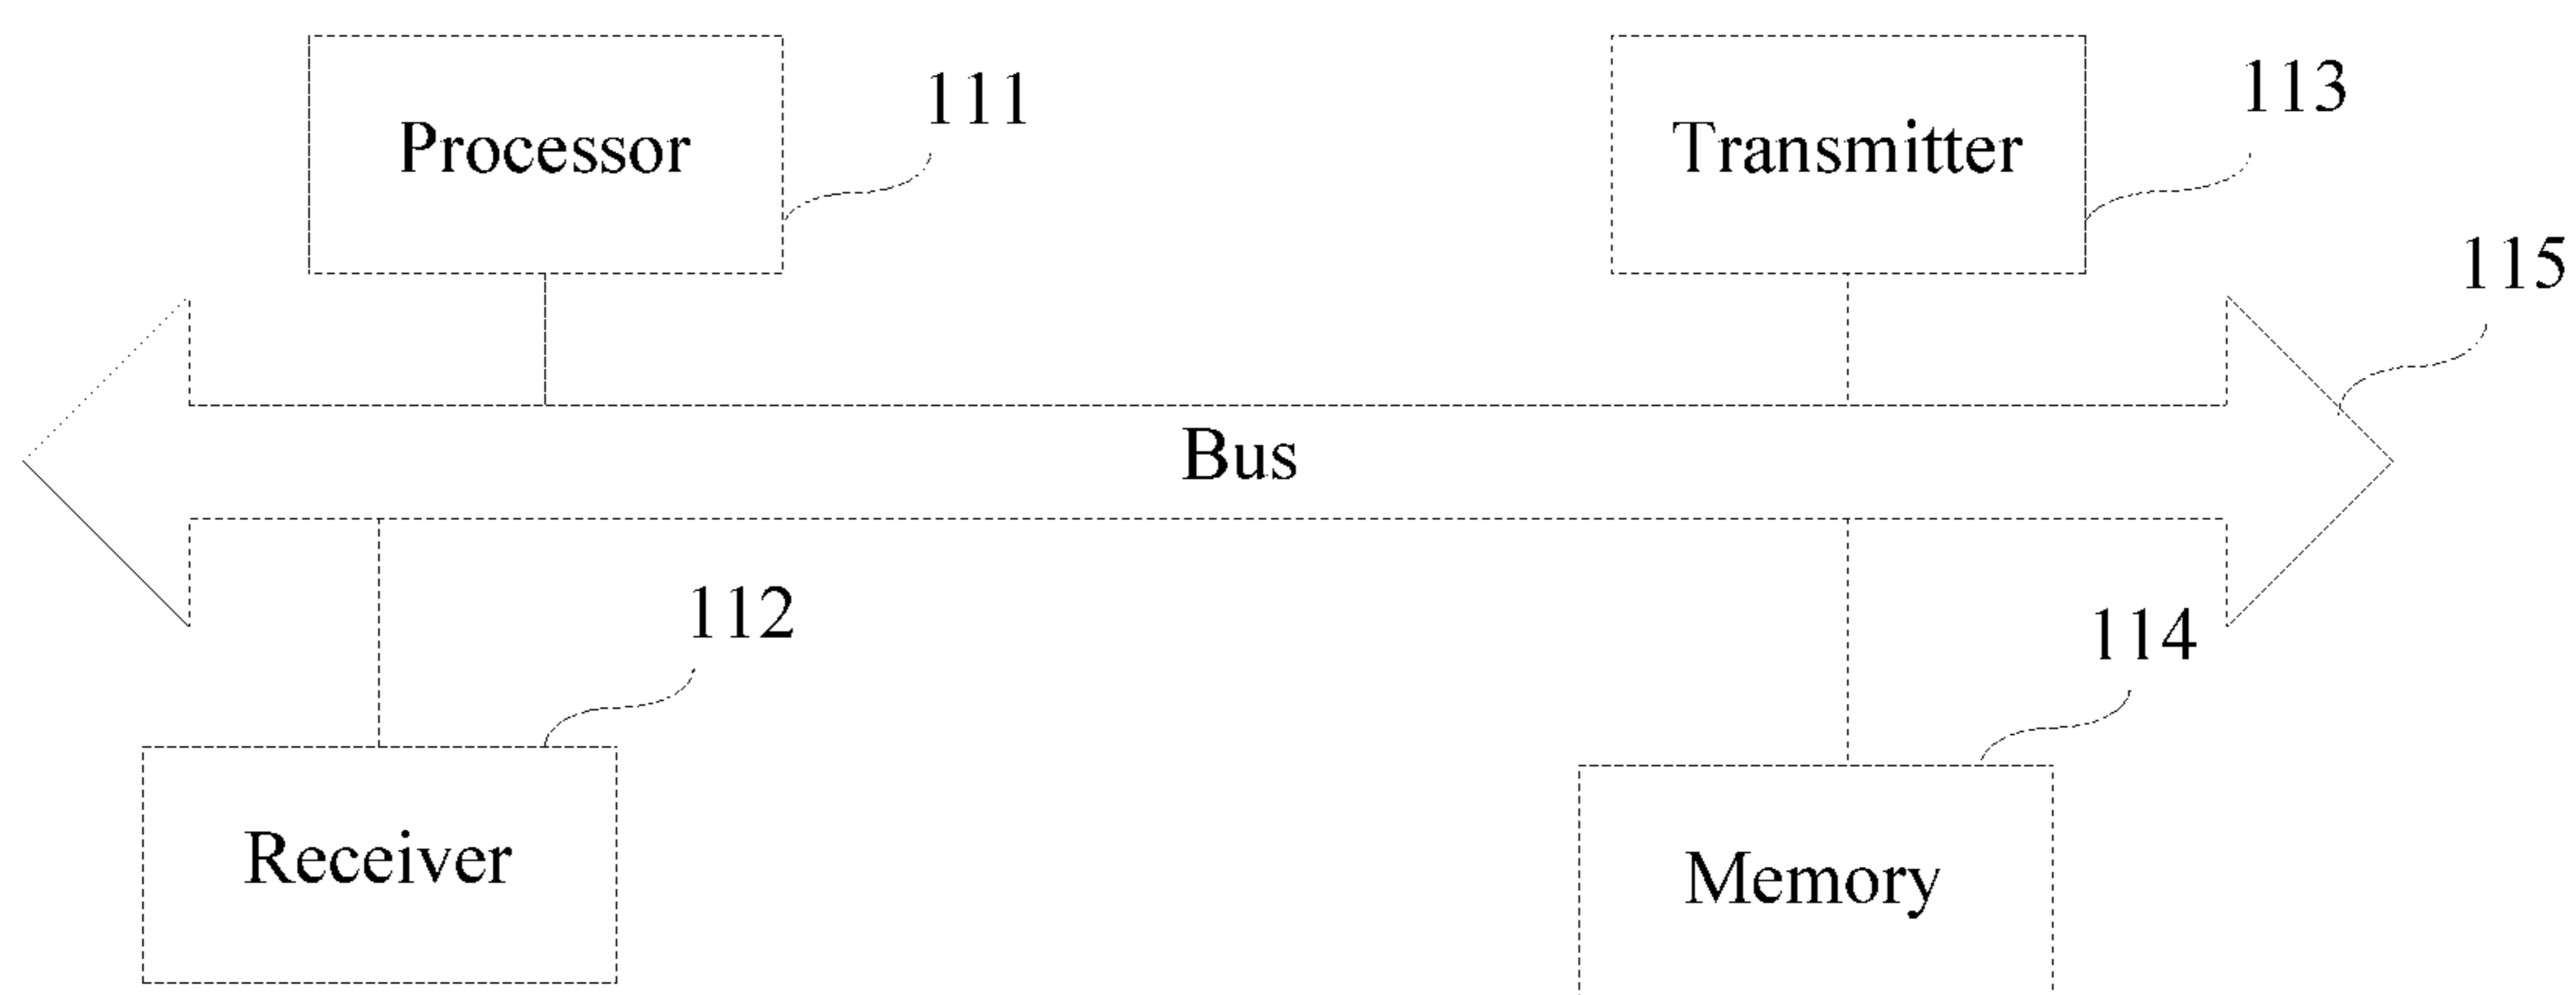 Processor
111
Transmitter
113
115
Bus
112
114
Receiver
Memory